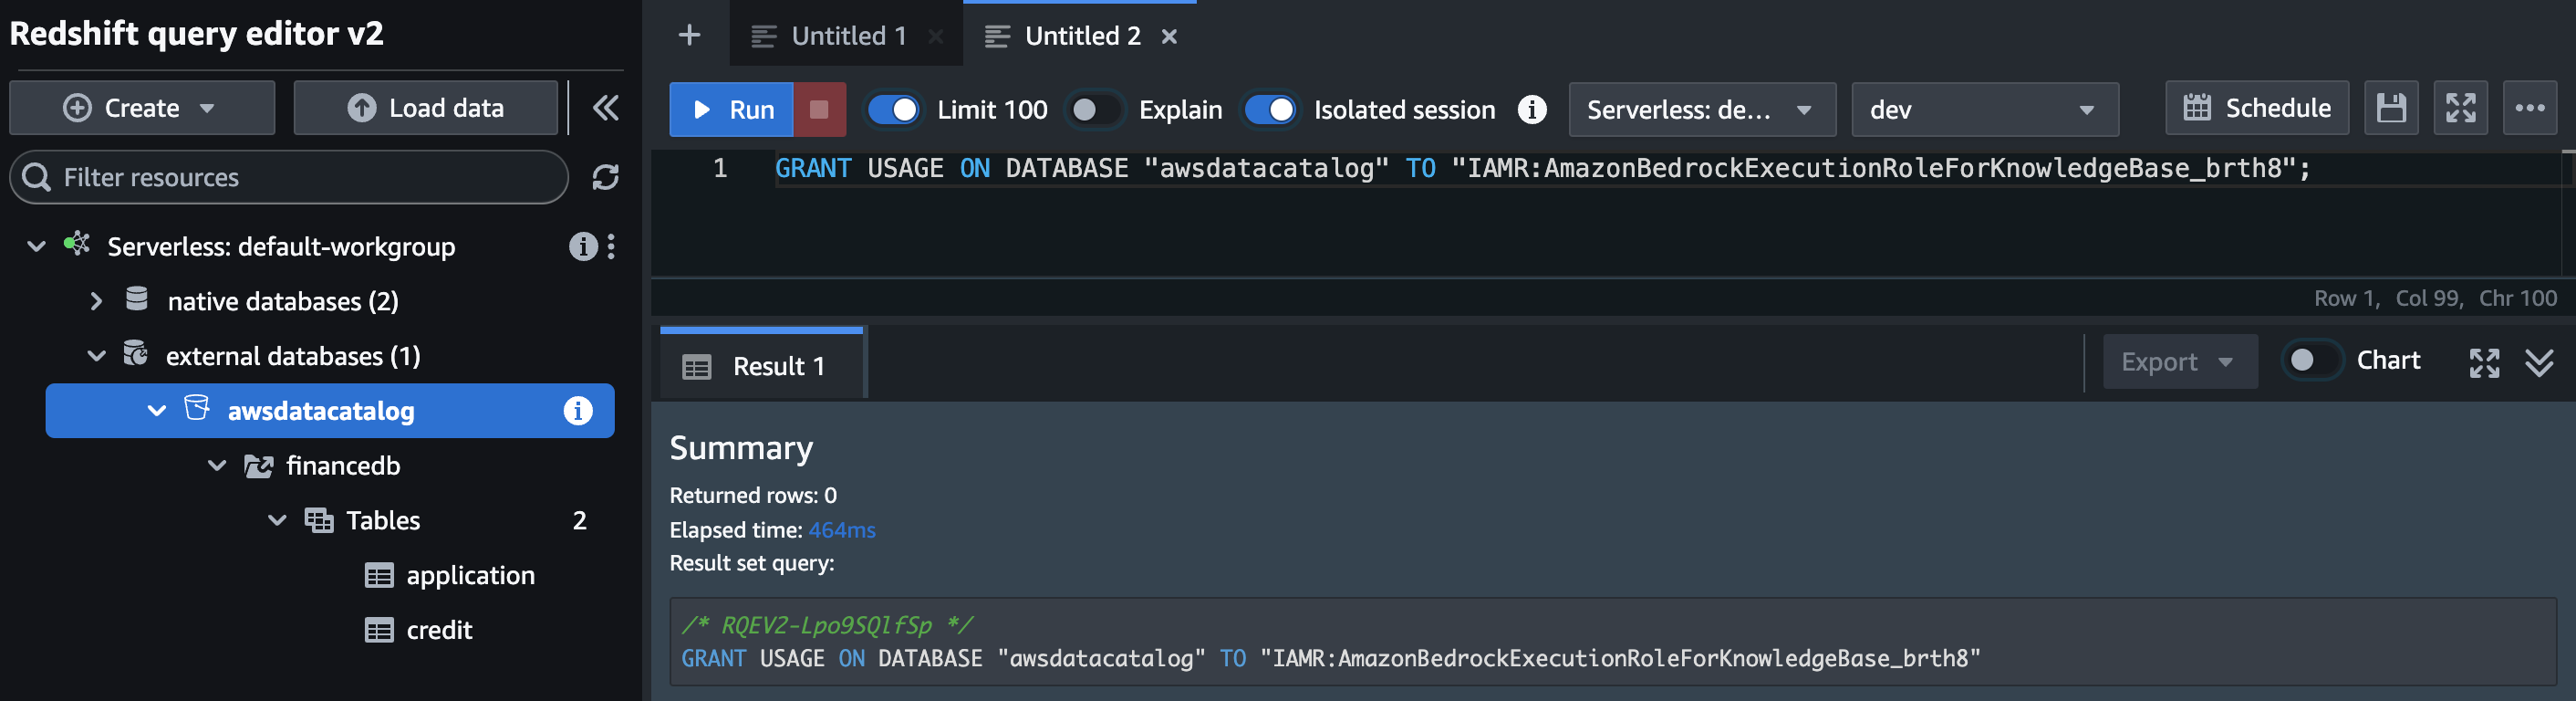 Redshift query editor v2
Create
Load data
Filter resources
Serverless: default-workgroup
native databases (2)
external databases (1)
awsdatacatalog
financedb
Tables 2
application
credit
Untitled 1
Untitled 2
Run
Limit 100
Explain
Isolated session
Serverless: de...
dev
Schedule
1 GRANT USAGE ON DATABASE "awsdatacatalog" TO "IAMR:AmazonBedrockExecutionRoleForKnowledgeBase_brth8";
Row 1, Col 99, Chr 100
Result 1
Export
Chart
Summary
Returned rows: 0
Elapsed time: 464ms
Result set query:
/* RQEV2-Lpo9SQlfSp */
GRANT USAGE ON DATABASE "awsdatacatalog" TO "IAMR:AmazonBedrockExecutionRoleForKnowledgeBase_brth8"